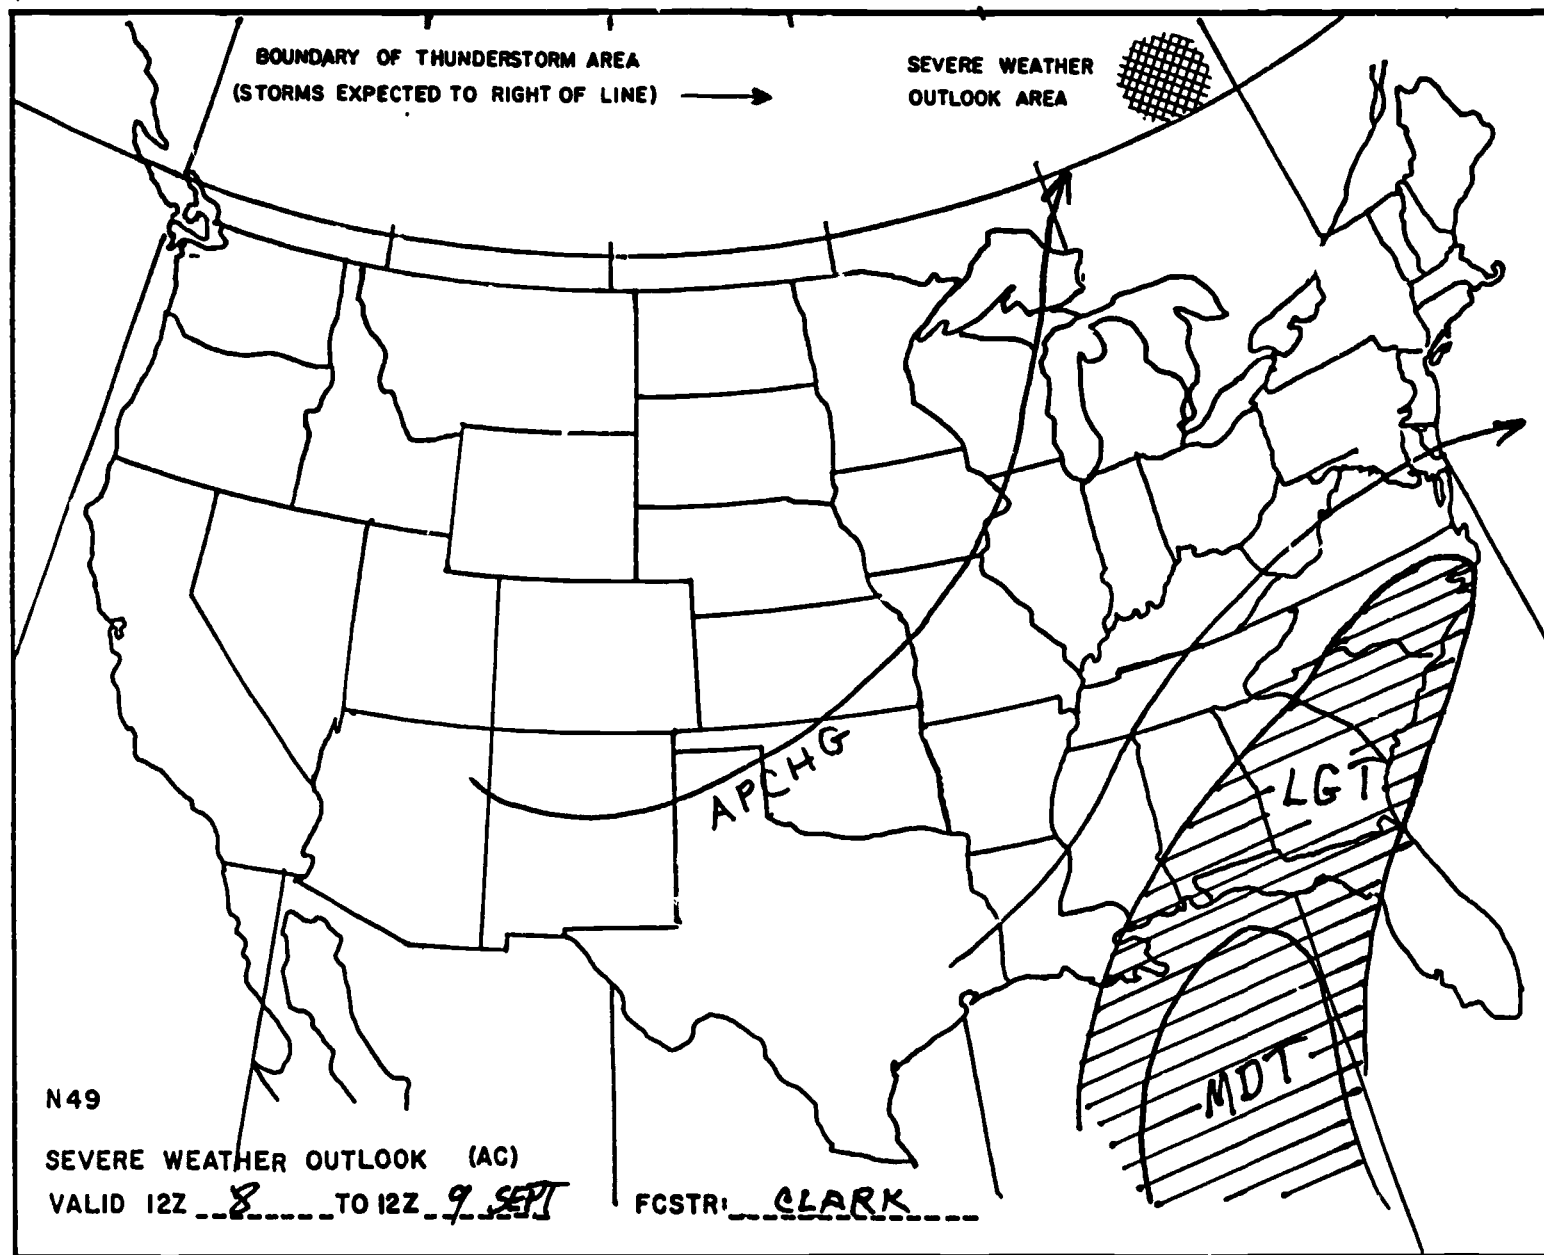 BOUNDARY OF THUNDERSTORM AREA
(STORMS EXPECTED TO RIGHT OF LINE)
SEVERE WEATHER
OUTLOOK AREA
APCHG
LGT
MDT
N49
SEVERE WEATHER OUTLOOK (AC)
VALID 12Z 8 TO 12Z 9 SEPT FCSTR: CLARK